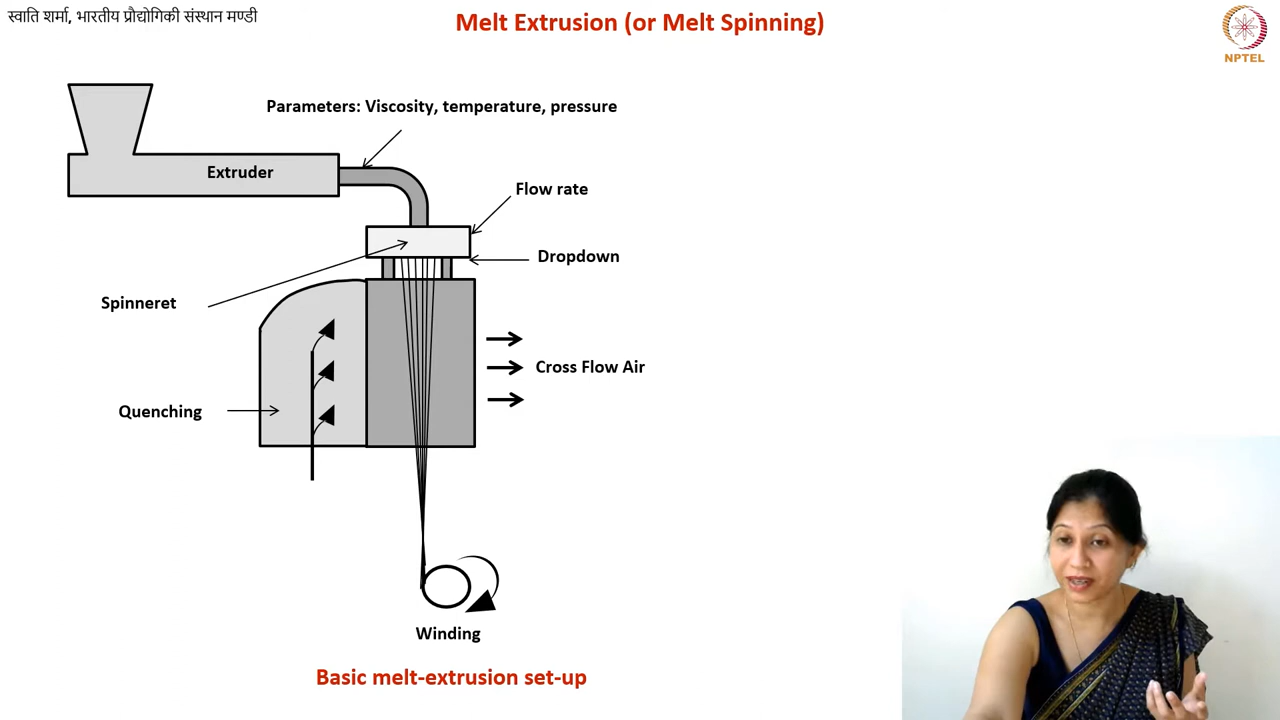 स्वाति शर्मा, भारतीय प्रौद्योगिकी संस्थान मण्डी
Melt Extrusion (or Melt Spinning)
NPTEL
Parameters: Viscosity, temperature, pressure
Extruder
Flow rate
Dropdown
Spinneret
Cross Flow Air
Quenching
Winding
Basic melt-extrusion set-up